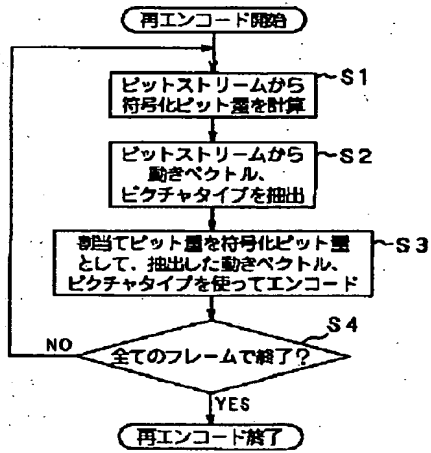 再エンコード開始
ビットストリームから
符号化ビット量を計算
S1
ビットストリームから
動きベクトル、
ピクチャタイプを抽出
S2
割当てビット量を符号化ビット量
として、抽出した動きベクトル、
ピクチャタイプを使ってエンコード
S3
S4
全てのフレームで終了?
NO
YES
再エンコード終了